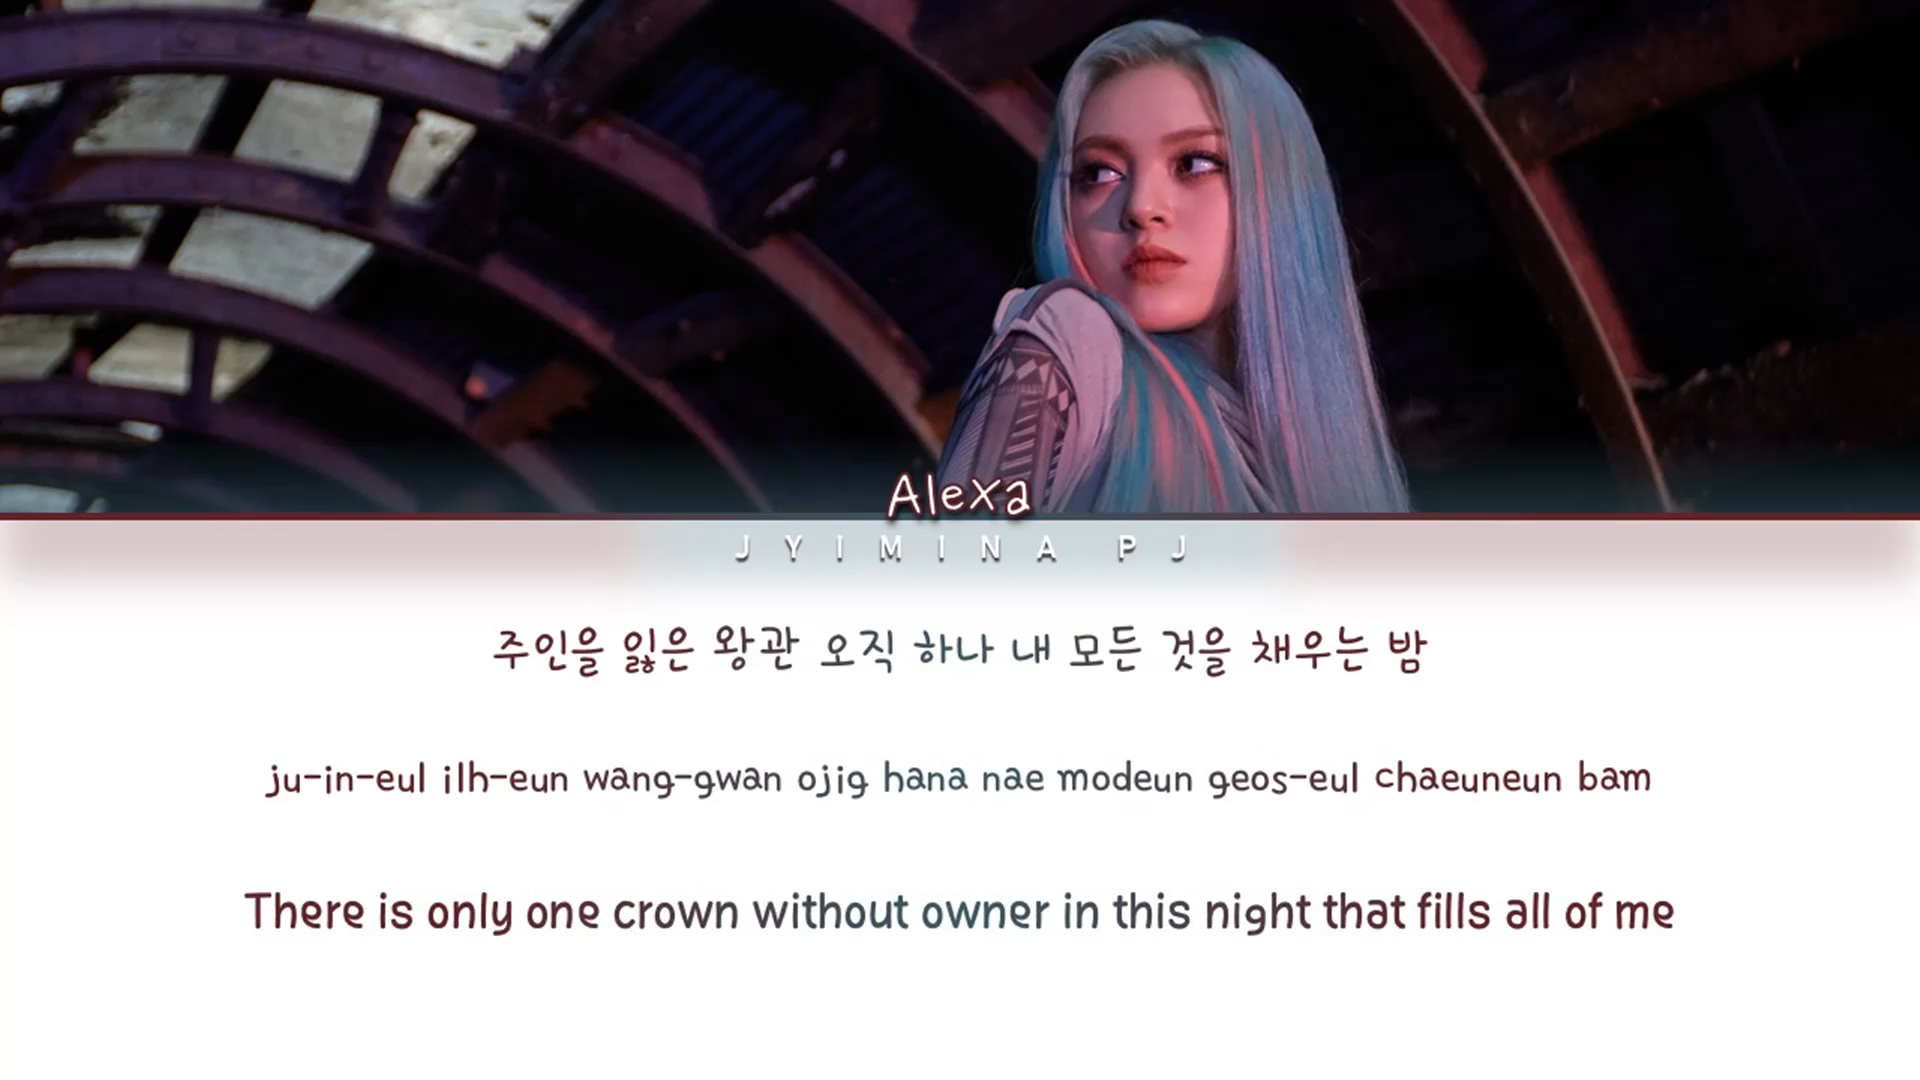 Alexa
JYIMINA PJ
주인을 잃은 왕관 오직 하나 내 모든 것을 채우는 밤
ju-in-eul ilh-eun wang-gwan ojig hana nae modeun geos-eul chaeuneun bam
There is only one crown without owner in this night that fills all of me